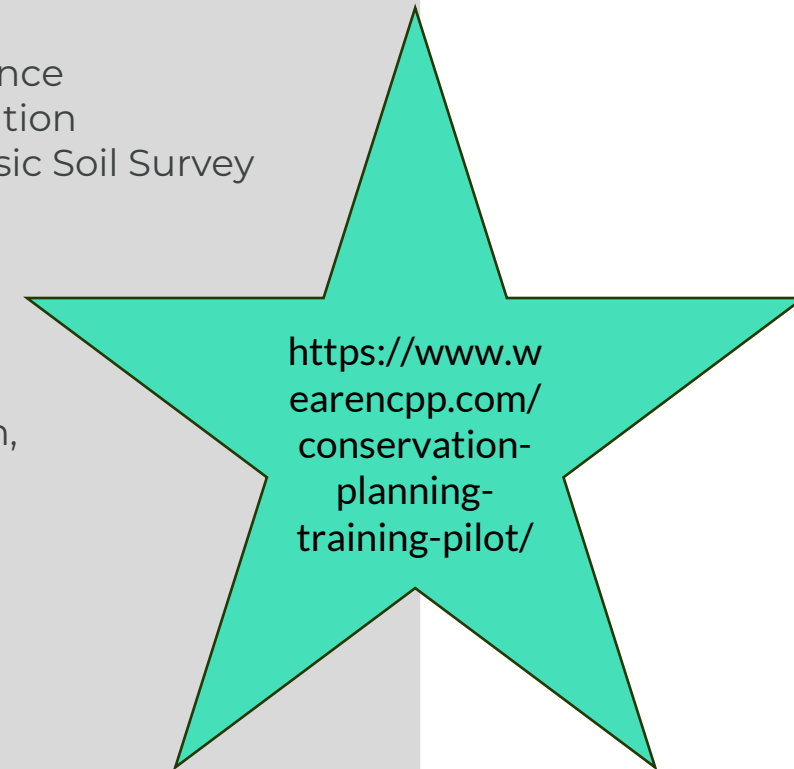 nce
tion
sic Soil Survey
https://www.w
earencpp.com/
conservation-
n,
planning-
training-pilot/